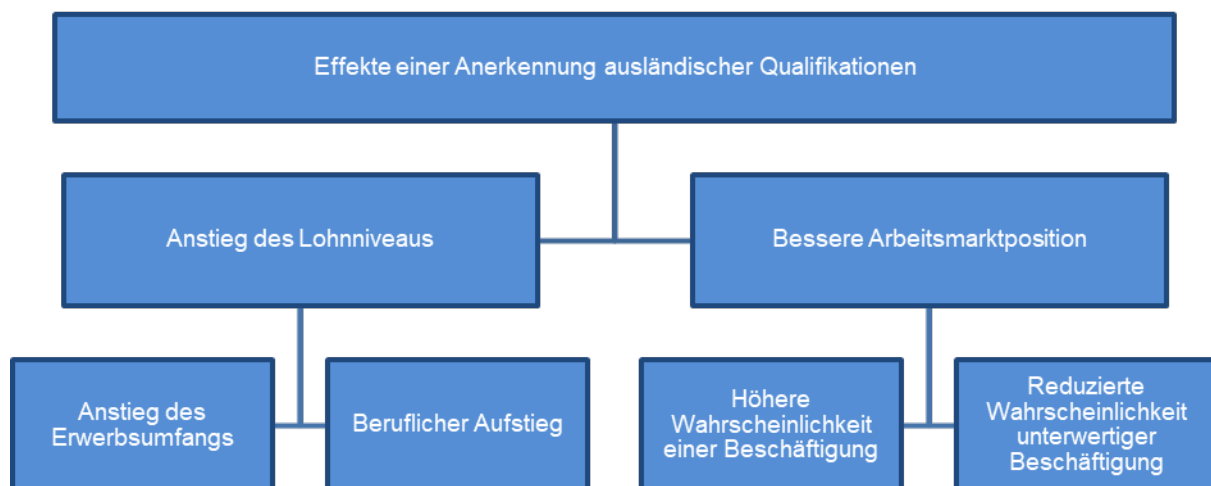 Effekte einer Anerkennung ausländischer Qualifikationen
Anstieg des Lohnniveaus
Bessere Arbeitsmarktposition
Anstieg des
Erwerbsumfangs
Beruflicher Aufstieg
Höhere
Wahrscheinlichkeit
einer Beschäftigung
Reduzierte
Wahrscheinlichkeit
unterwertiger
Beschäftigung